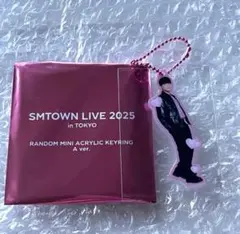 SMTOWN LIVE 2025
in TOKYO
RANDOM MINI ACRYLIC KEYRING
A ver.